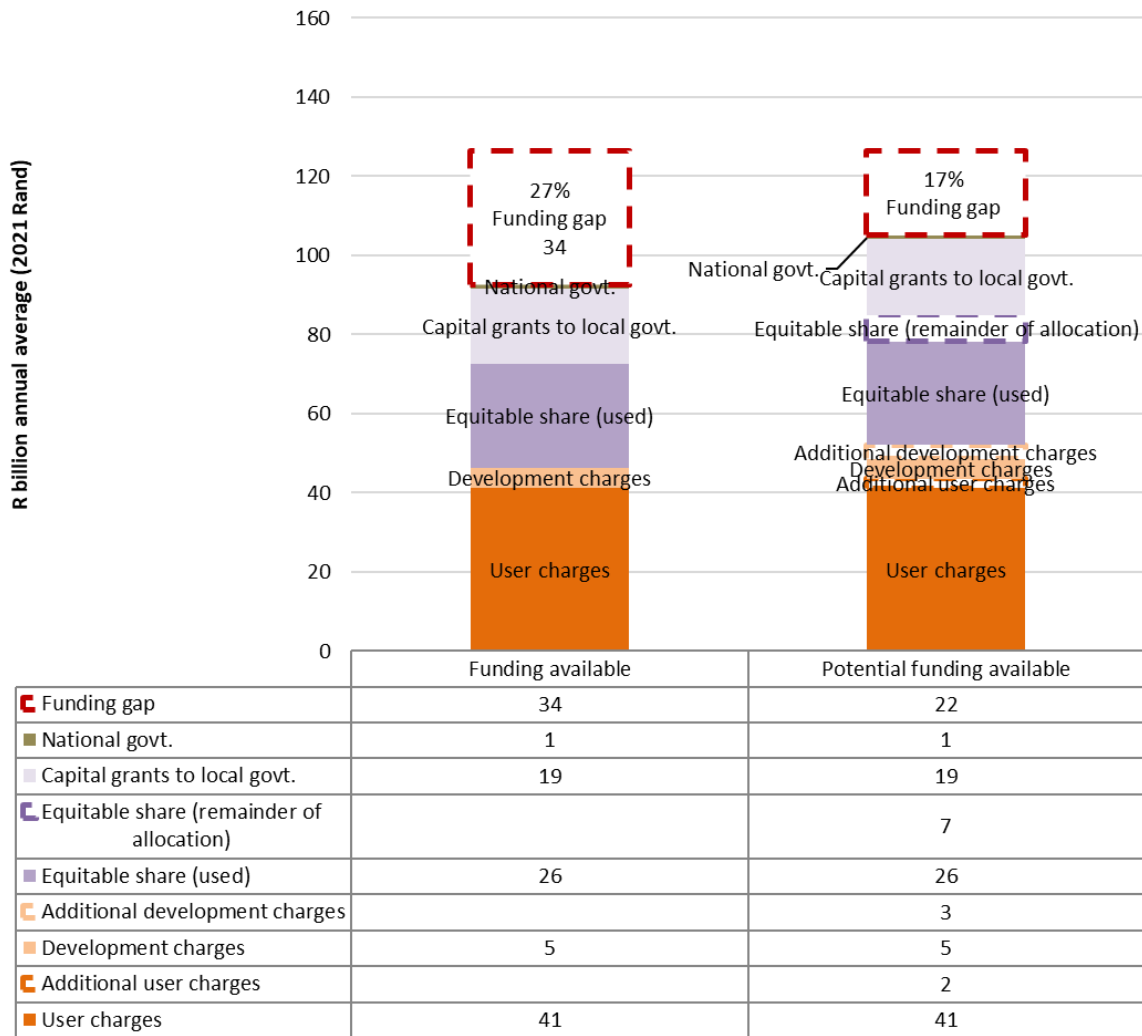 R billion annual average (2021 Rand)
160
140
120
100
80
60
40
20
0
27%
Funding gap
34
National govt.
Capital grants to local govt.
Equitable share (used)
Development charges
User charges
17%
Funding gap
National govt.
Capital grants to local govt.
Equitable share (remainder of allocation)
Equitable share (used)
Additional development charges
Development charges
Additional user charges
User charges
Funding available Potential funding available
Funding gap 34 22
National govt. 1 1
Capital grants to local govt. 19 19
Equitable share (remainder of
allocation) 7
Equitable share (used) 26 26
Additional development charges 3
Development charges 5 5
Additional user charges 2
User charges 41 41